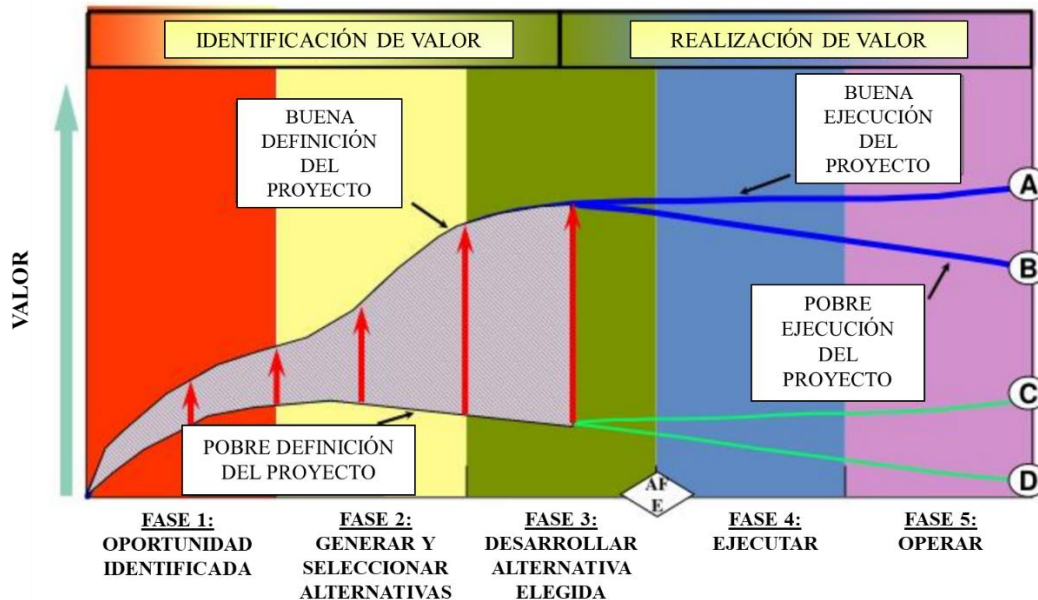 IDENTIFICACIÓN DE VALOR
REALIZACIÓN DE VALOR
BUENA
DEFINICIÓN
DEL
PROYECTO
BUENA
EJECUCIÓN
DEL
PROYECTO
A
B
POBRE
EJECUCIÓN
DEL
PROYECTO
C
D
VALOR
POBRE DEFINICIÓN
DEL PROYECTO
AF
E
FASE 1:
OPORTUNIDAD
IDENTIFICADA
FASE 2:
GENERAR Y
SELECCIONAR
ALTERNATIVAS
FASE 3:
DESARROLLAR
ALTERNATIVA
ELEGIDA
FASE 4:
EJECUTAR
FASE 5:
OPERAR